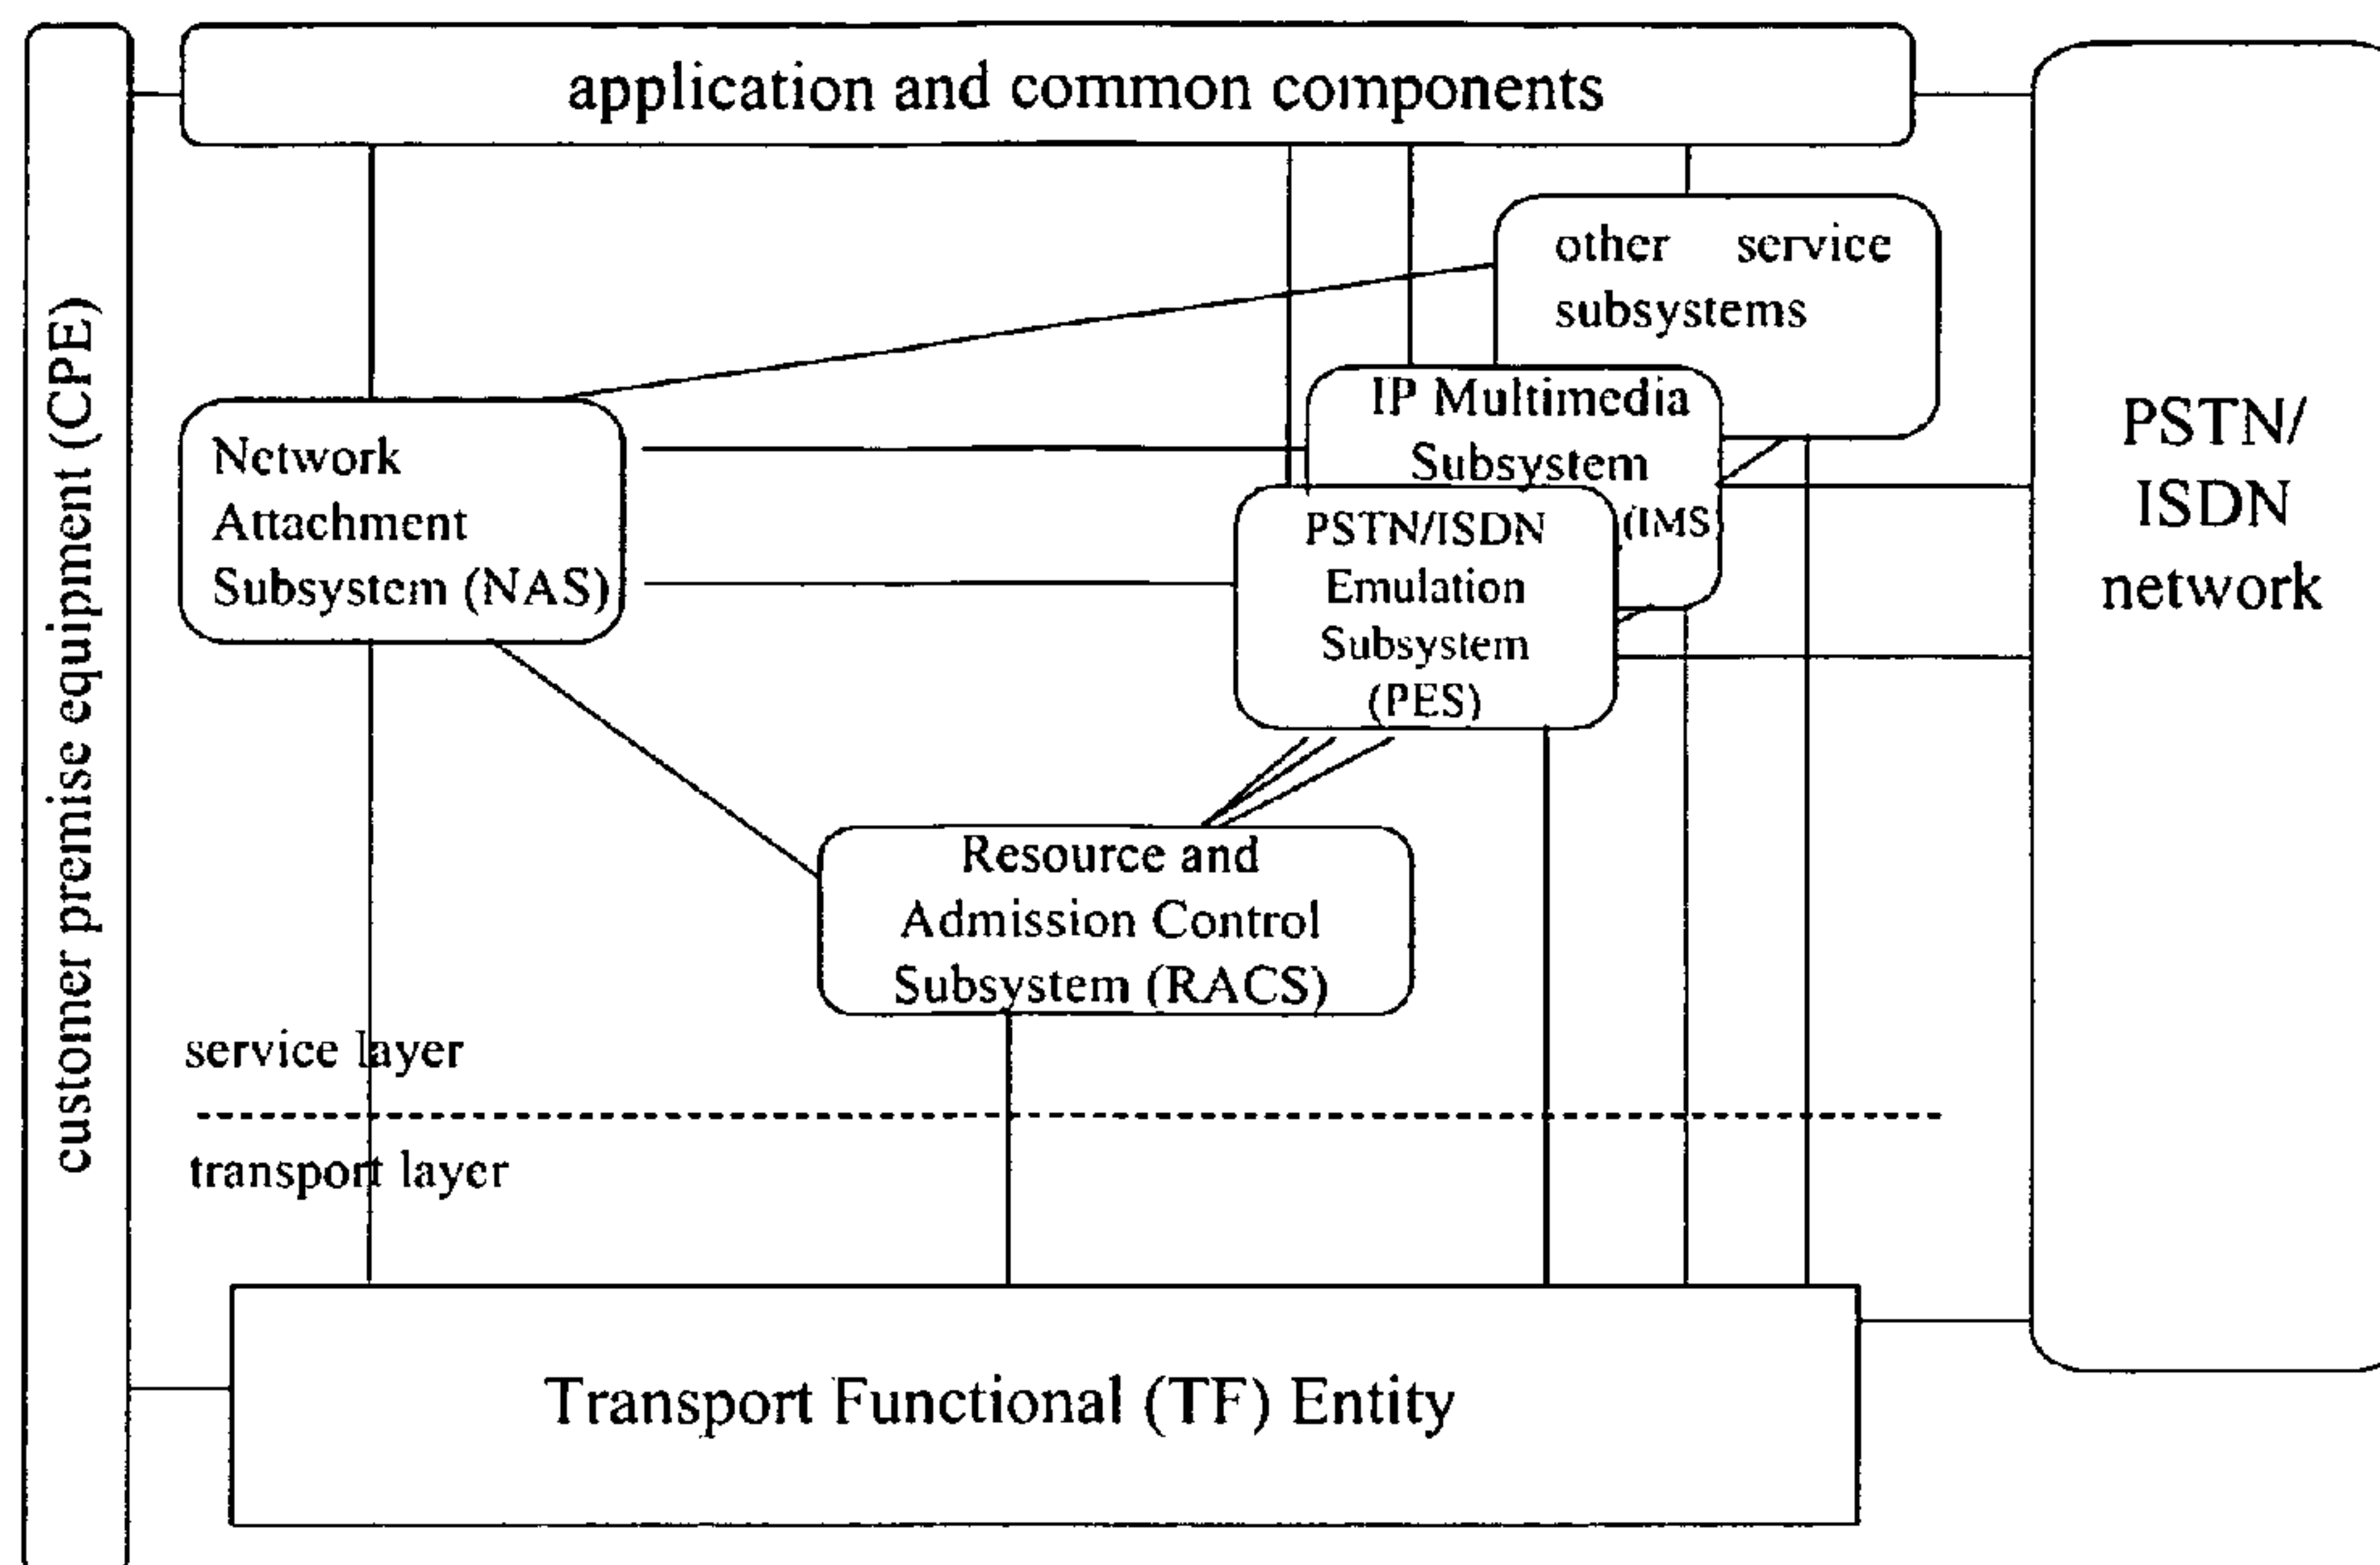 application and common components
customer premise equipment (CPE)
other service
subsystems
IP Multimedia
Subsystem
(IMS
Network
Attachment
Subsystem (NAS)
PSTN/ISDN
Emulation
Subsystem
(PES)
PSTN/
ISDN
network
Resource and
Admission Control
Subsystem (RACS)
service layer
transport layer
Transport Functional (TF) Entity